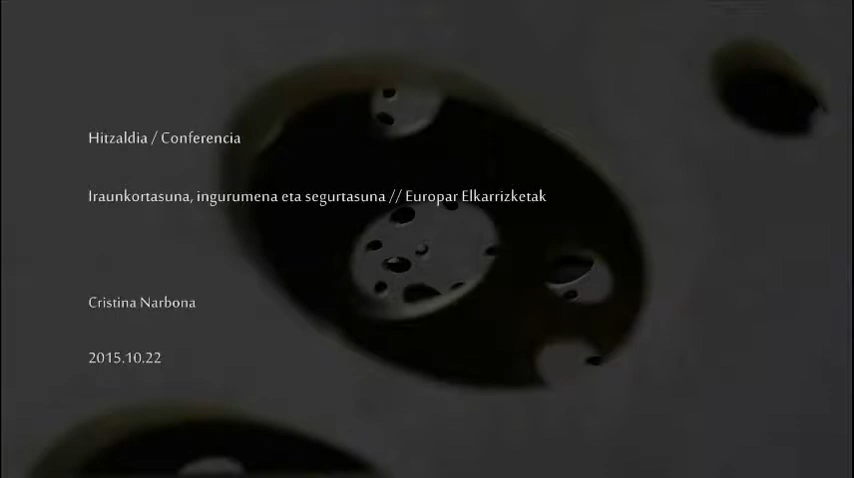 Hitzaldia / Conferencia
Iraunkortasuna, ingurumena eta segurtasuna // Europar Elkarrizketak
Cristina Narbona
2015.10.22